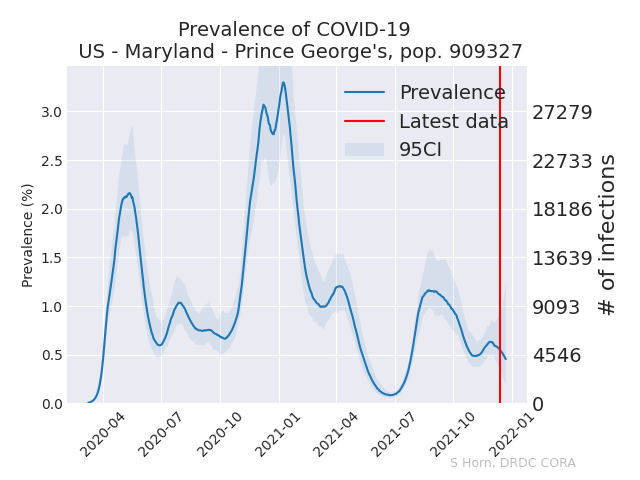 Prevalence of COVID-19
US - Maryland - Prince George's, pop. 909327
Prevalence
Latest data
95CI
Prevalence (%)
3.0
2.5
2.0
1.5
1.0
0.5
0.0
27279
22733
18186
13639
9093
4546
0
# of infections
2020-04
2020-07
2020-10
2021-01
2021-04
2021-07
2021-10
2022-01
S Horn, DRDC CORA